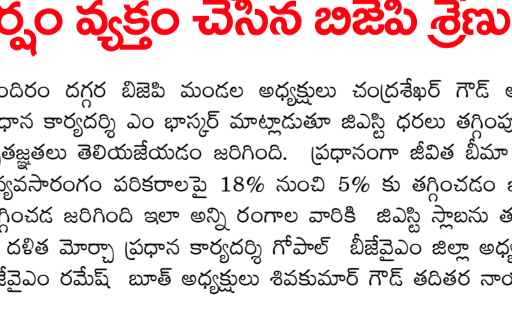 ర్షం వ్యక్తం చేసిన బిజెపి శ్రేణు
ందిరం దగ్గర బిజెపి మండల అధ్యక్షులు చంద్రశేఖర్ గౌడ్
ధాన కార్యదర్శి ఎం భాస్కర్ మాట్లాడుతూ జిఎస్టి ధరలు తగ్గింపు
తజ్ఞతలు తెలియజేయడం జరిగింది. ప్రధానంగా జీవిత బీమా
్యవసారంగం పరికరాలపై 18% నుంచి 5% కు తగ్గించడం
గ్గించడ జరిగింది ఇలా అన్ని రంగాల వారికి జిఎస్టి స్లాబను త
దళిత మోర్చా ప్రధాన కార్యదర్శి గోపాల్ బీజేవైఎం జిల్లా అధ్య
జేవైఎం రమేష్ బూత్ అధ్యక్షులు శివకుమార్ గౌడ్ తదితర నాయ